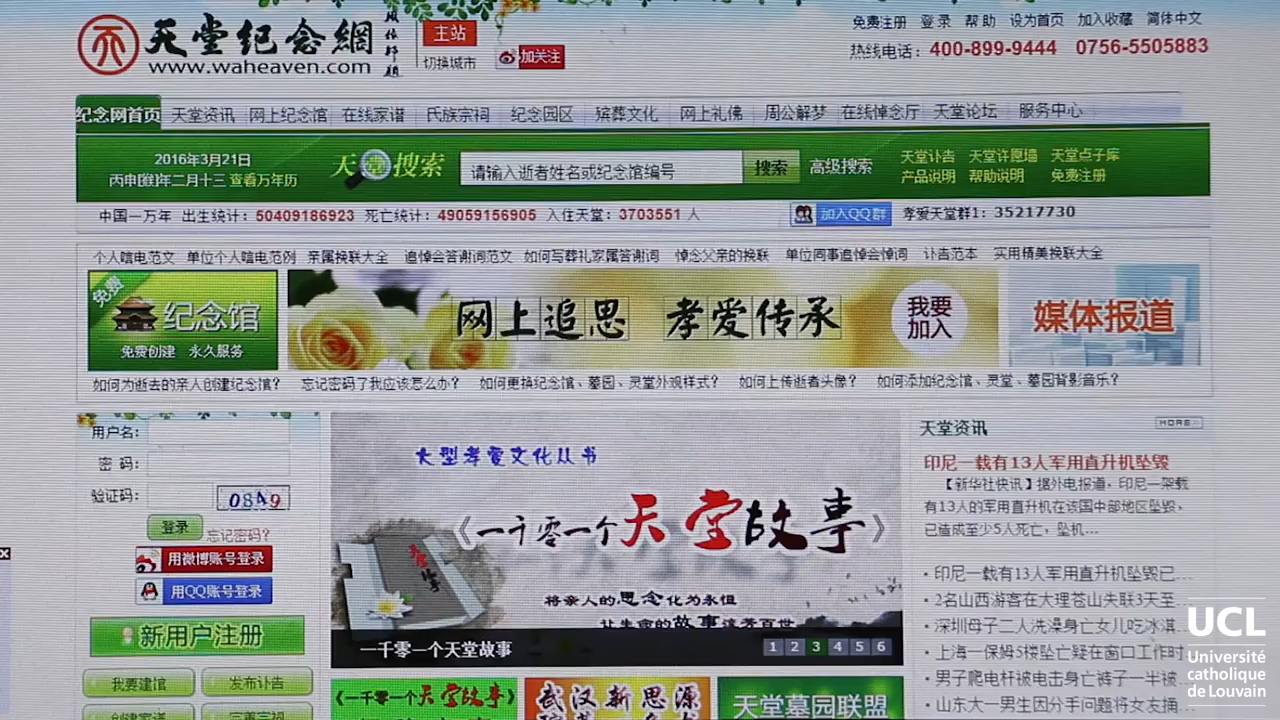 天堂纪念網
www.waheaven.com
主站
切换城市
加关注
免费注册 登录 帮助 设为首页 加入收藏 简体中文
热线电话：400-899-9444 0756-5505883
纪念网首页 天堂资讯 网上纪念馆 在线家谱 氏族宗祠 纪念园区 殡葬文化 网上礼佛 周公解梦 在线悼念厅 天堂论坛 服务中心
2016年3月21日
丙申(猴)年二月十三 查看万年历
天堂搜索
请输入逝者姓名或纪念馆编号
搜索
高级搜索
天堂讣告 天堂许愿墙 天堂点子库
产品说明 帮助说明 免费注册
中国一万年 出生统计：50409186923 死亡统计：49059156905 入住天堂：3703551 人
加入QQ群
孝爱天堂群1：35217730
个人唁电范文 单位个人唁电范例 亲属挽联大全 追悼会答谢词范文 如何写葬礼家属答谢词 悼念父亲的挽联 单位同事追悼会悼词 讣告范本 实用精美挽联大全
免费
纪念馆
免费创建 永久服务
网上追思 孝爱传承
我要
加入
媒体报道
如何为逝去的亲人创建纪念馆？ 忘记密码了我应该怎么办？ 如何更换纪念馆、墓园、灵堂外观样式？ 如何上传逝者头像？ 如何添加纪念馆、灵堂、墓园背影音乐？
用户名：
密 码：
验证码：
登录
忘记密码？
用微博账号登录
用QQ账号登录
新用户注册
我要建馆
发布讣告
大型孝爱文化丛书
《一千零一个天堂故事》
将亲人的思念化为永恒
让生命的故事流芳百世
一千零一个天堂故事
1 2 3 4 5 6
《一千零一个天堂故事》
武汉新思源
天堂墓园联盟
天堂资讯
MORE
印尼一载有13人军用直升机坠毁
【新华社快讯】据外电报道，印尼一架载
有13人的军用直升机在该国中部地区坠毁，
已造成至少5人死亡，坠机...
· 印尼一载有13人军用直升机坠毁已...
· 2名山西游客在大理苍山失联3天至...
· 深圳母子二人洗澡身亡女儿吃冰淇...
· 上海一保姆5楼坠亡疑在窗口工作时...
· 男子爬电杆被电击身亡裤子一半被...
· 山东大一男生因分手问题将女友捅...
UCL
Université
catholique
de Louvain